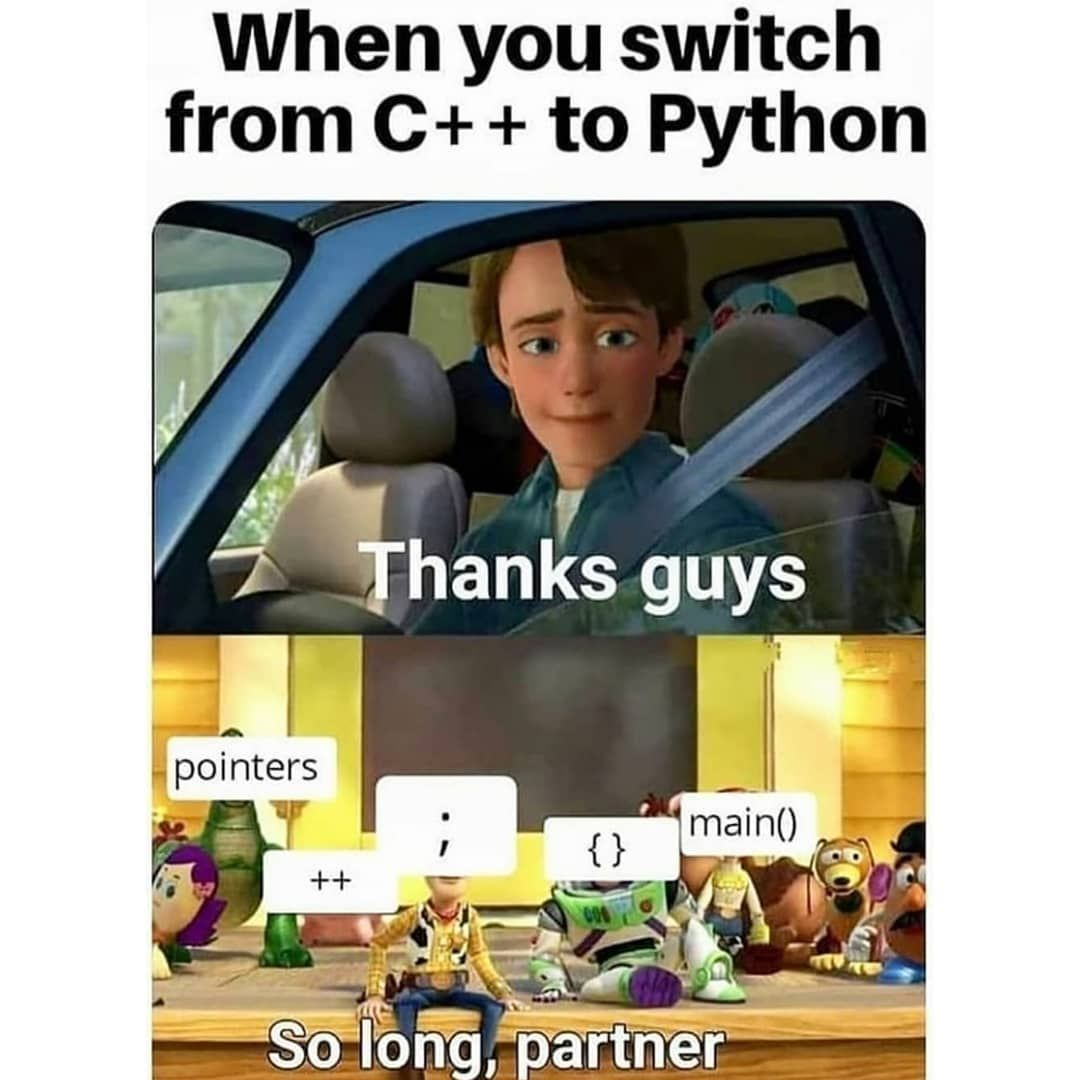 When you switch
from C++ to Python
Thanks guys
pointers
;
{}
main()
++
So long, partner